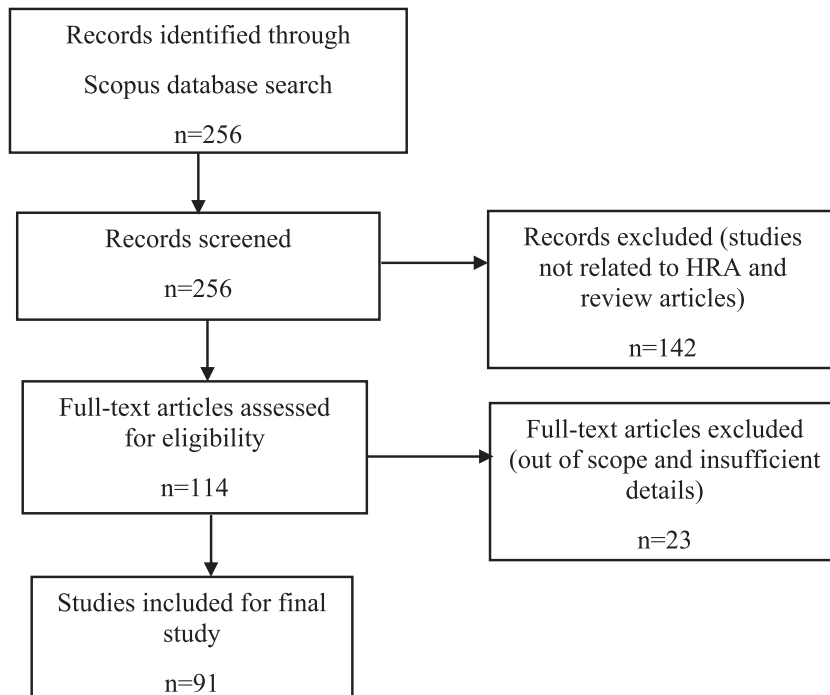 Records identified through
Scopus database search
n=256
Records screened
n=256
Records excluded (studies
not related to HRA and
review articles)
n=142
Full-text articles assessed
for eligibility
n=114
Full-text articles excluded
(out of scope and insufficient
details)
n=23
Studies included for final
study
n=91